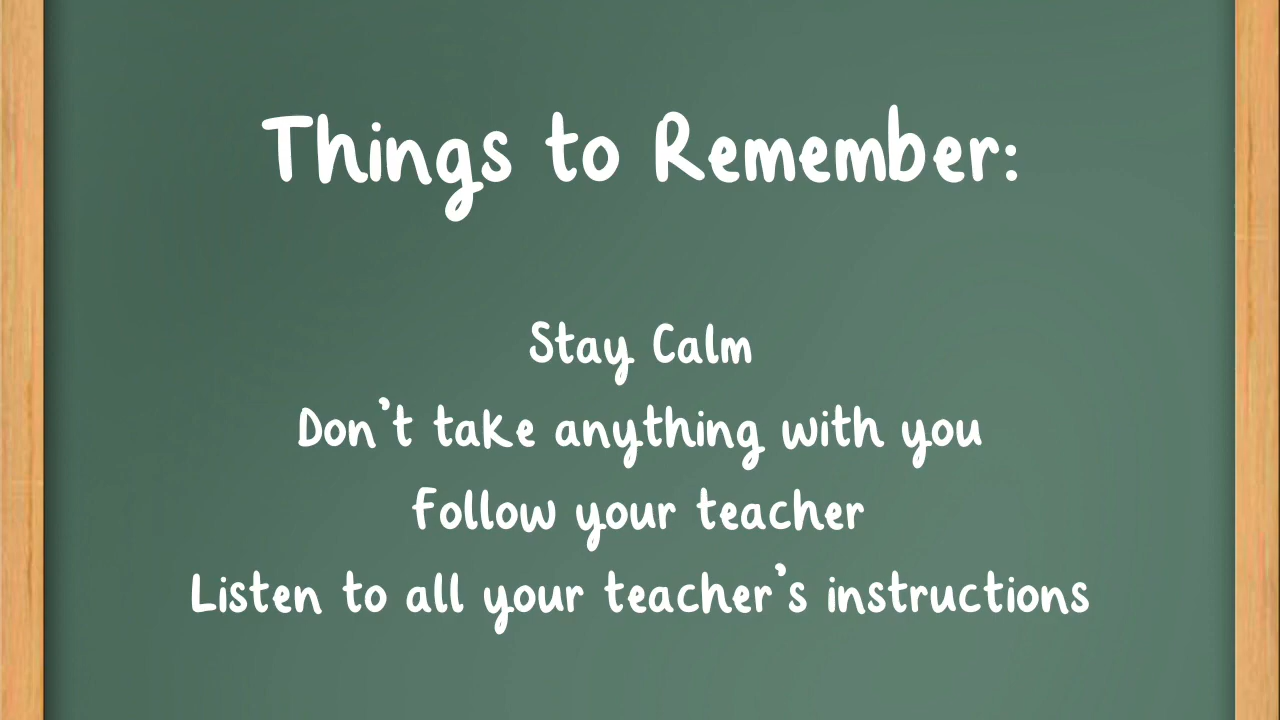 Things to Remember:
Stay Calm
Don't take anything with you
Follow your teacher
Listen to all your teacher's instructions